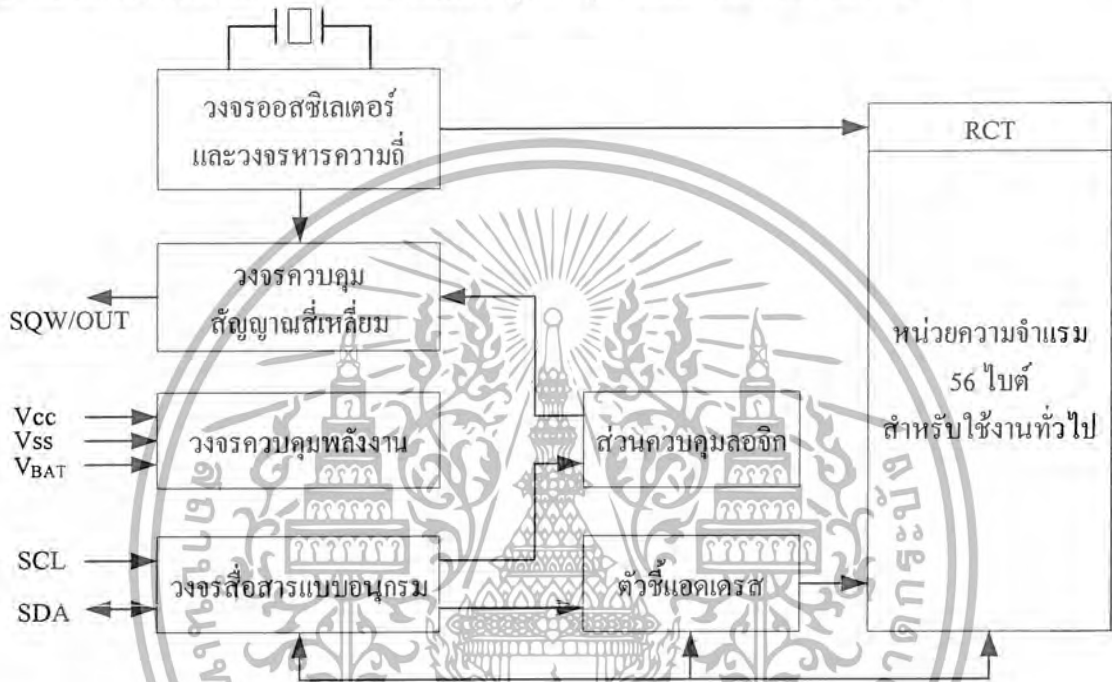 วงจรออสซิเลเตอร์
และวงจรหารความถี่
RCT
วงจรควบคุม
สัญญาณสี่เหลี่ยม
SQW/OUT
หน่วยความจำแรม
56 ไบต์
สำหรับใช้งานทั่วไป
Vcc
Vss
VBAT
วงจรควบคุมพลังงาน
ส่วนควบคุมลอจิก
SCL
SDA
วงจรสื่อสารแบบอนุกรม
ตัวชี้แอดเดรส